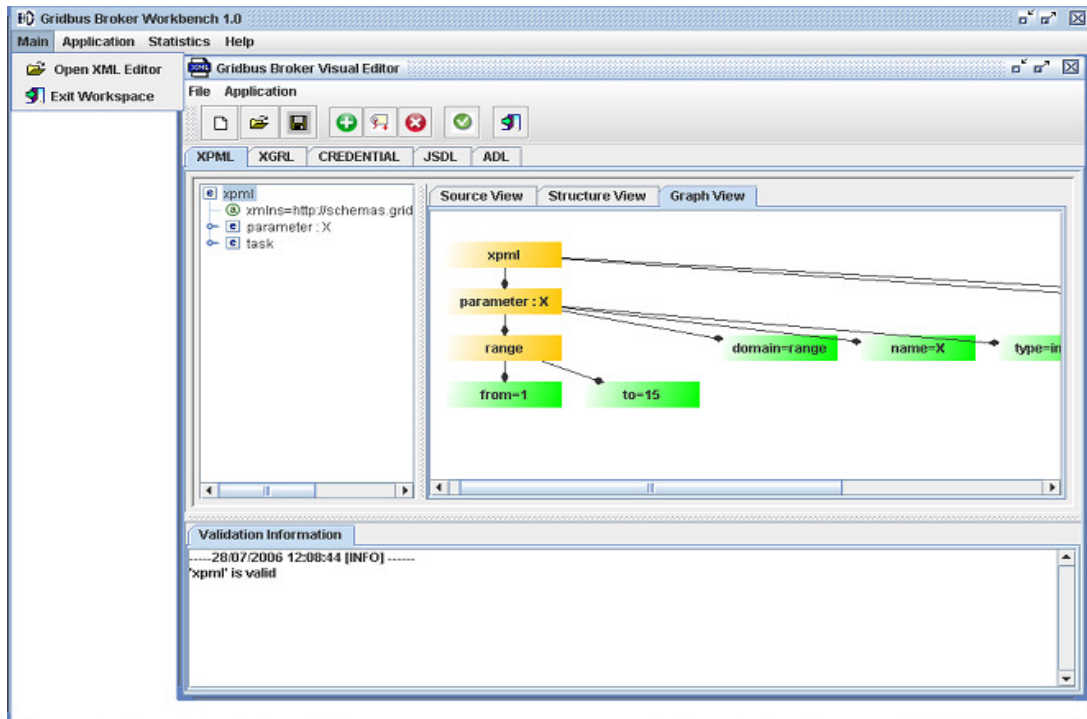 Gridbus Broker Workbench 1.0
Main Application Statistics Help
Open XML Editor
Exit Workspace
Gridbus Broker Visual Editor
File Application
XPML XGRL CREDENTIAL JSDL ADL
xpml
xmlns=http://schemas.grid
parameter : X
task
Source View Structure View Graph View
xpml
parameter : X
range
domain=range name=X type=in
from=1 to=15
Validation Information
-----28/07/2006 12:08:44 [INFO] ------
'xpml' is valid